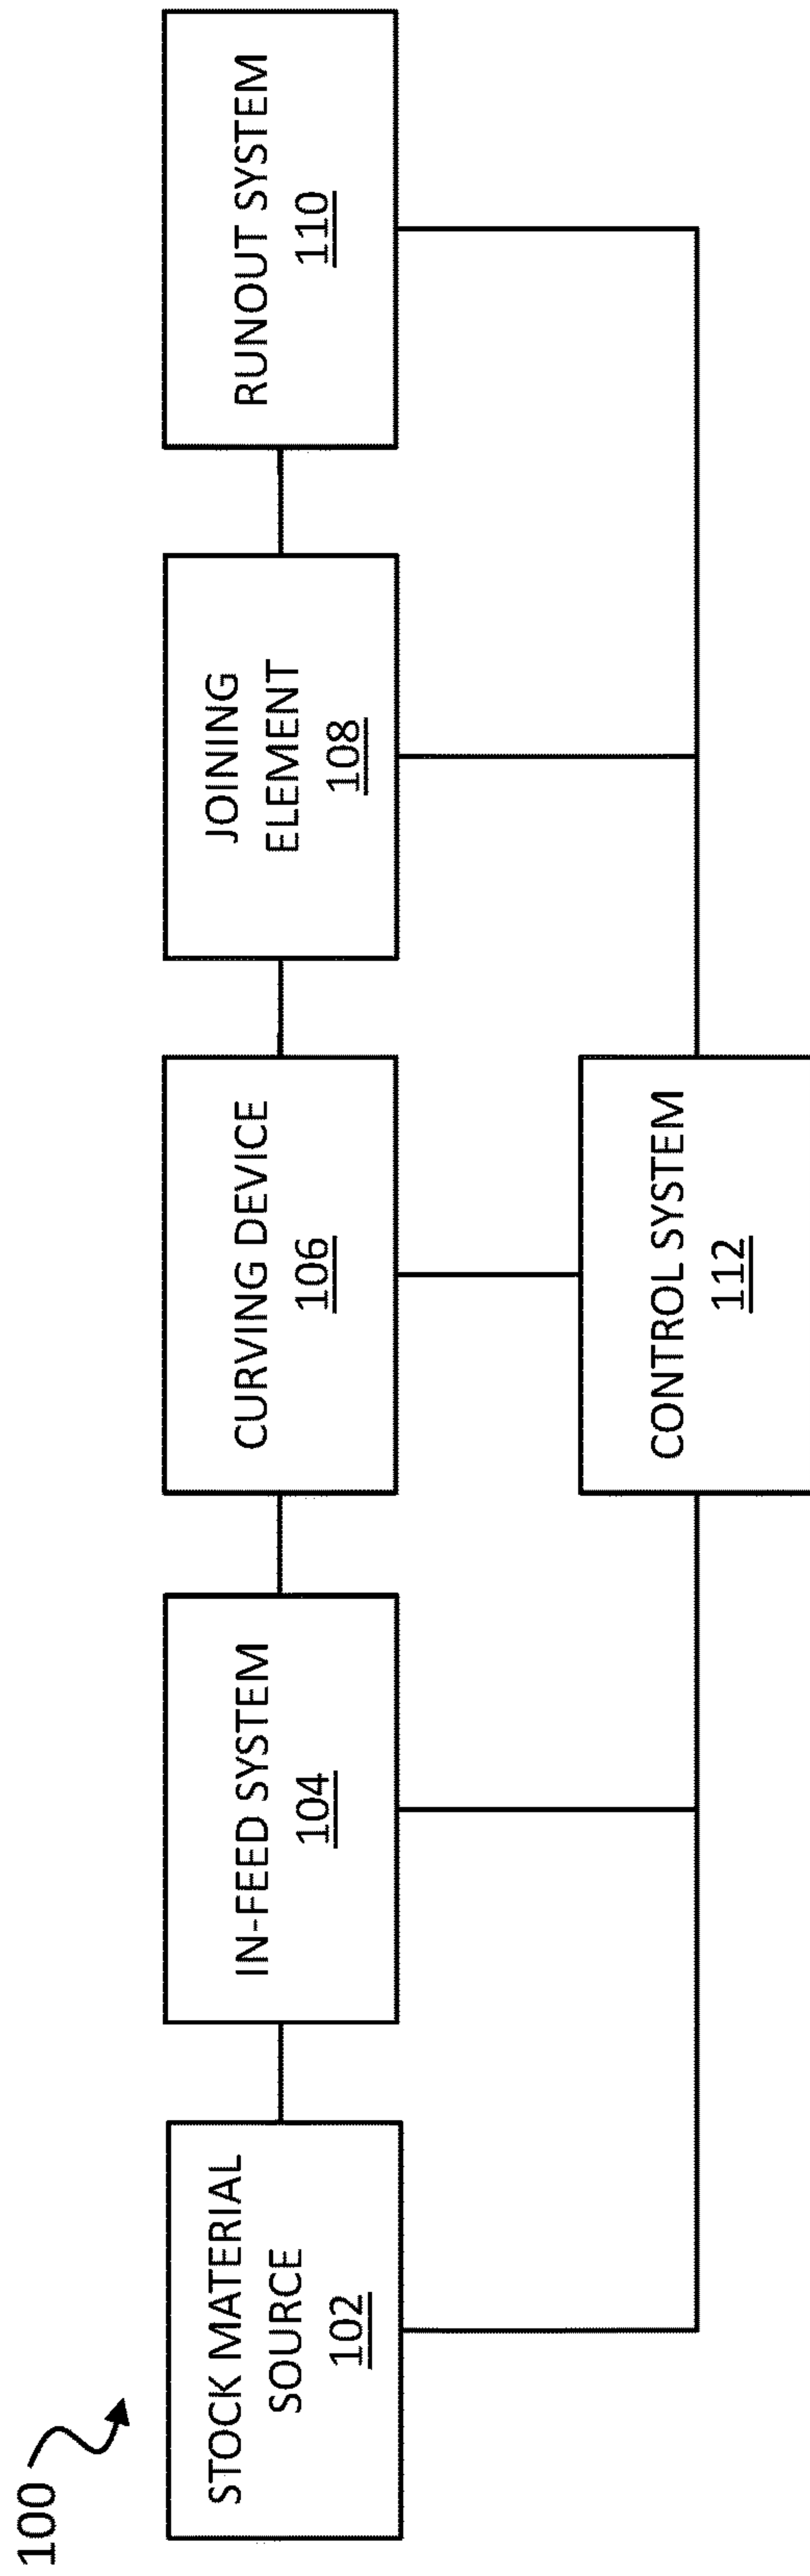 100
STOCK MATERIAL
SOURCE
102
IN-FEED SYSTEM
104
CURVING DEVICE
106
JOINING
ELEMENT
108
RUNOUT SYSTEM
110
CONTROL SYSTEM
112